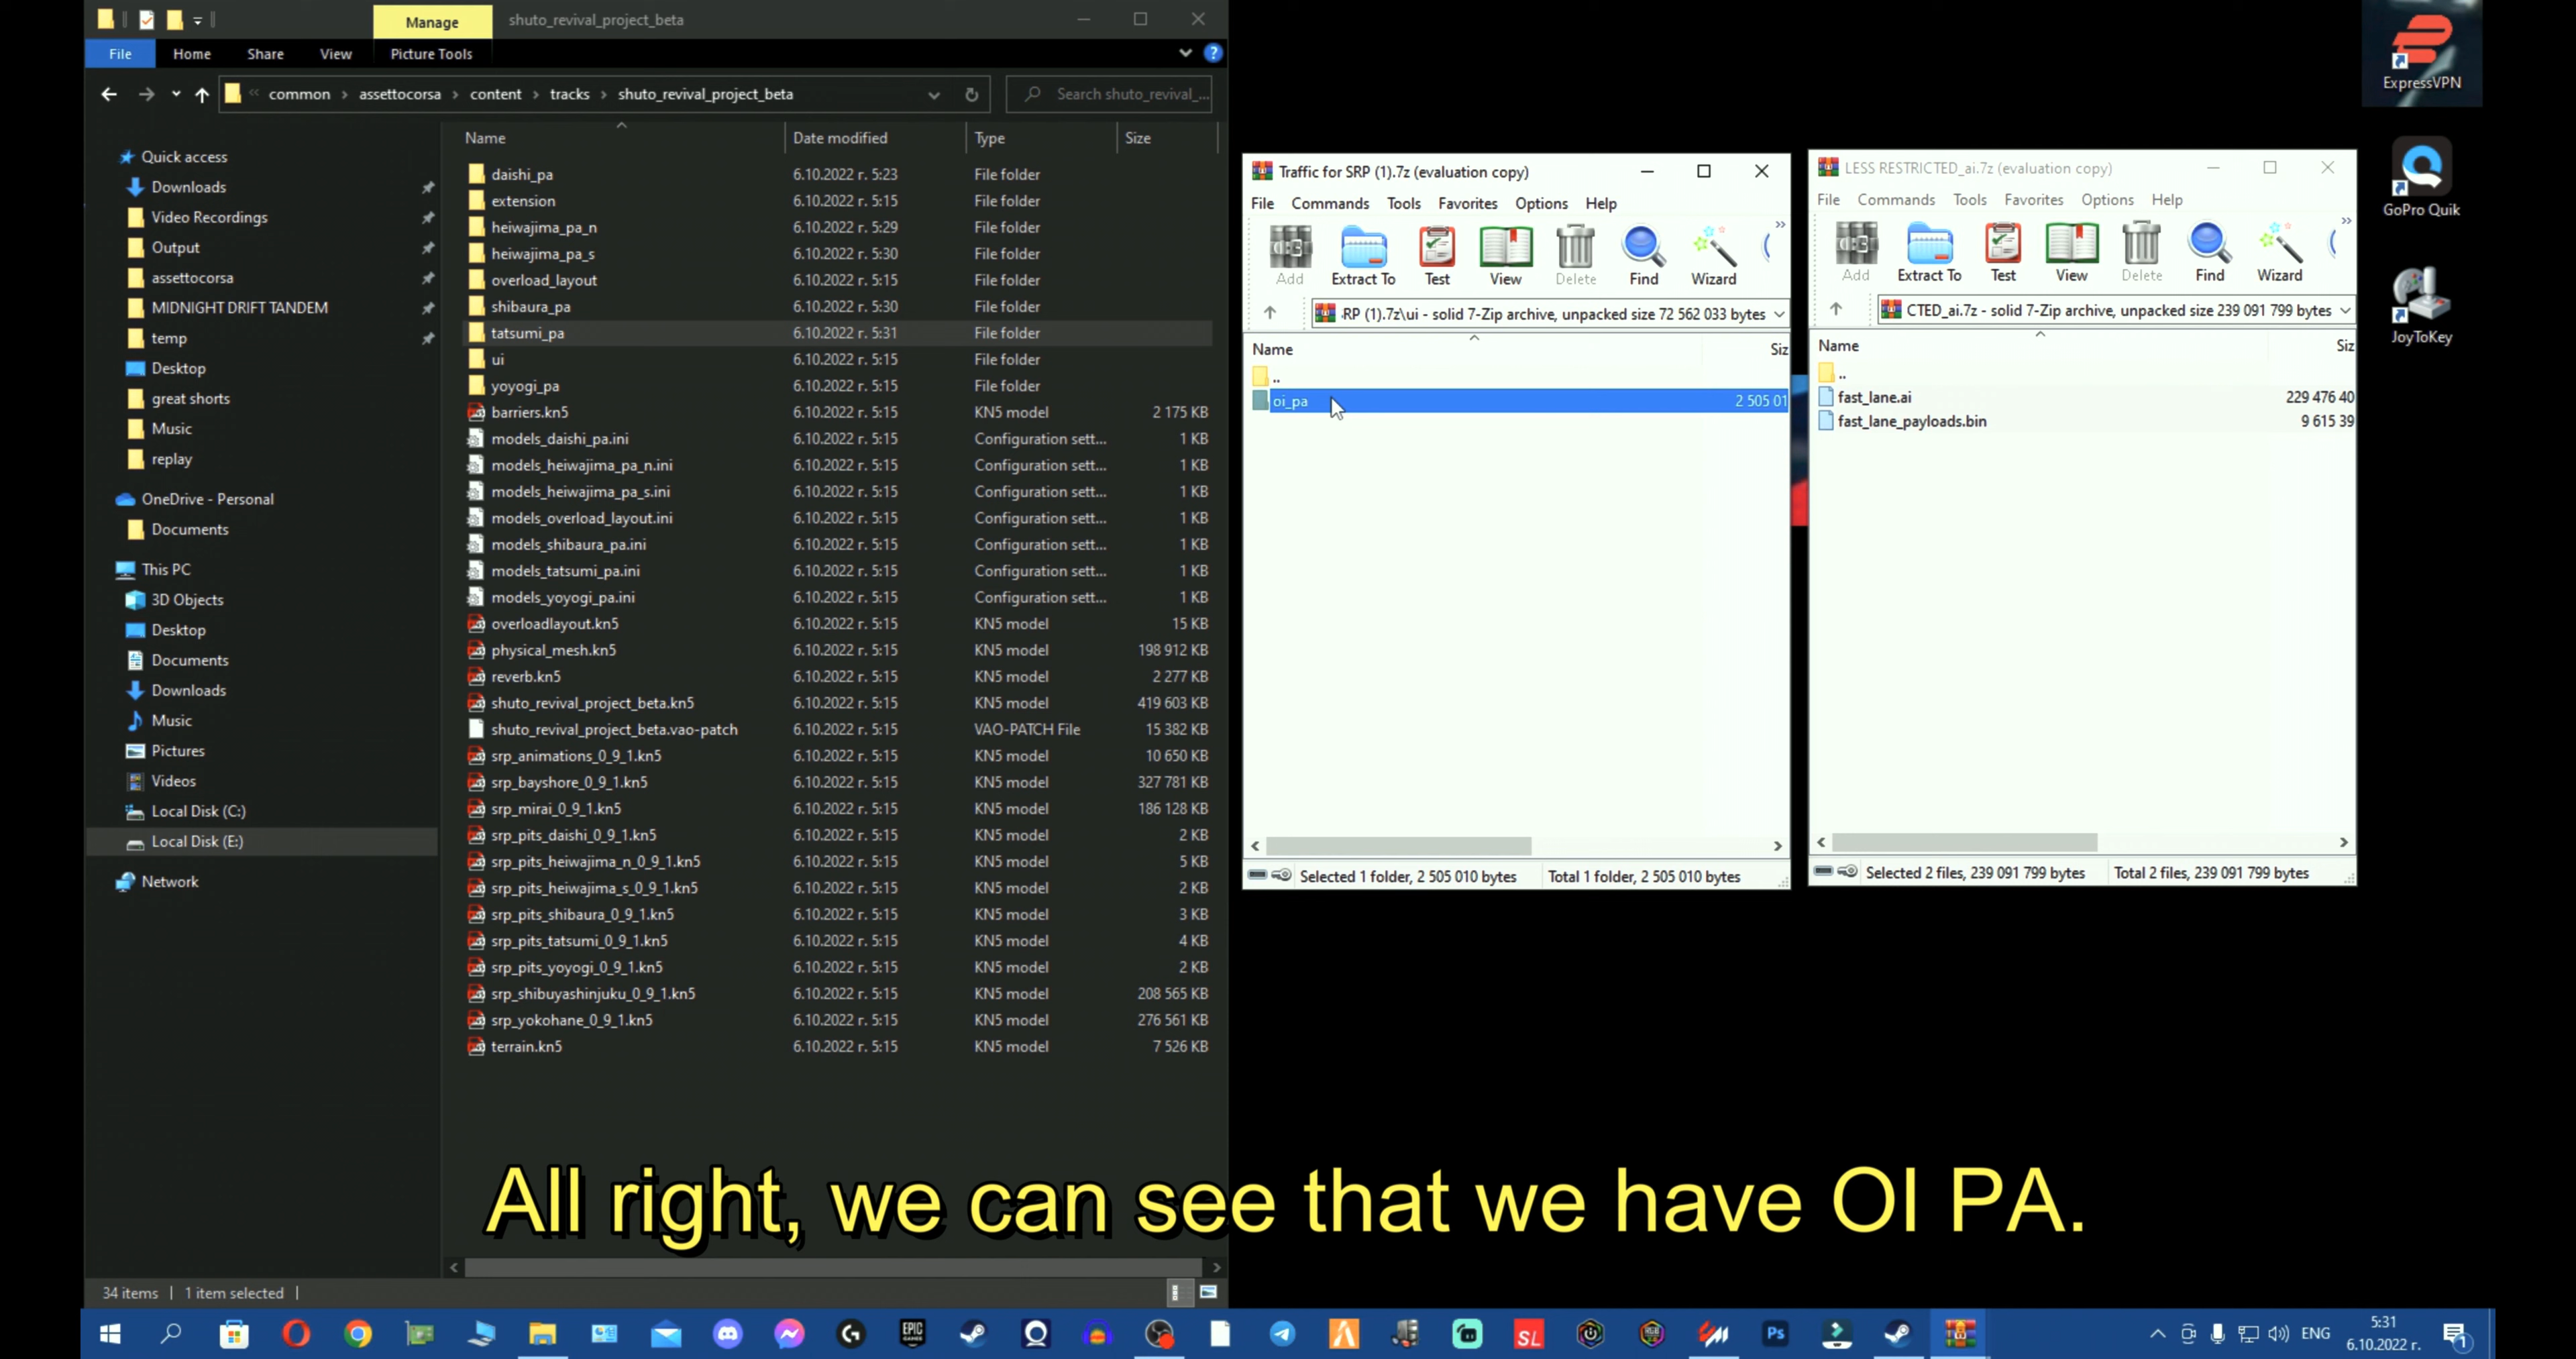 Manage
shuto_revival_project_beta
File
Home
Share
View
Picture Tools
common
assettocorsa
content
tracks
shuto_revival_project_beta
Search shuto_revival_...
Name
Date modified
Type
Size
Quick access
Downloads
Video Recordings
Output
assettocorsa
MIDNIGHT DRIFT TANDEM
temp
Desktop
great shorts
Music
replay
OneDrive - Personal
Documents
This PC
3D Objects
Desktop
Documents
Downloads
Music
Pictures
Videos
Local Disk (C:)
Local Disk (E:)
Network
daishi_pa 6.10.2022 г. 5:23 File folder
extension 6.10.2022 г. 5:15 File folder
heiwajima_pa_n 6.10.2022 г. 5:29 File folder
heiwajima_pa_s 6.10.2022 г. 5:30 File folder
overload_layout 6.10.2022 г. 5:15 File folder
shibaura_pa 6.10.2022 г. 5:30 File folder
tatsumi_pa 6.10.2022 г. 5:31 File folder
ui 6.10.2022 г. 5:15 File folder
yoyogi_pa 6.10.2022 г. 5:15 File folder
barriers.kn5 6.10.2022 г. 5:15 KN5 model 2 175 KB
models_daishi_pa.ini 6.10.2022 г. 5:15 Configuration sett... 1 KB
models_heiwajima_pa_n.ini 6.10.2022 г. 5:15 Configuration sett... 1 KB
models_heiwajima_pa_s.ini 6.10.2022 г. 5:15 Configuration sett... 1 KB
models_overload_layout.ini 6.10.2022 г. 5:15 Configuration sett... 1 KB
models_shibaura_pa.ini 6.10.2022 г. 5:15 Configuration sett... 1 KB
models_tatsumi_pa.ini 6.10.2022 г. 5:15 Configuration sett... 1 KB
models_yoyogi_pa.ini 6.10.2022 г. 5:15 Configuration sett... 1 KB
overloadlayout.kn5 6.10.2022 г. 5:15 KN5 model 15 KB
physical_mesh.kn5 6.10.2022 г. 5:15 KN5 model 198 912 KB
reverb.kn5 6.10.2022 г. 5:15 KN5 model 2 277 KB
shuto_revival_project_beta.kn5 6.10.2022 г. 5:15 KN5 model 419 603 KB
shuto_revival_project_beta.vao-patch 6.10.2022 г. 5:15 VAO-PATCH File 15 382 KB
srp_animations_0_9_1.kn5 6.10.2022 г. 5:15 KN5 model 10 650 KB
srp_bayshore_0_9_1.kn5 6.10.2022 г. 5:15 KN5 model 327 781 KB
srp_mirai_0_9_1.kn5 6.10.2022 г. 5:15 KN5 model 186 128 KB
srp_pits_daishi_0_9_1.kn5 6.10.2022 г. 5:15 KN5 model 2 KB
srp_pits_heiwajima_n_0_9_1.kn5 6.10.2022 г. 5:15 KN5 model 5 KB
srp_pits_heiwajima_s_0_9_1.kn5 6.10.2022 г. 5:15 KN5 model 2 KB
srp_pits_shibaura_0_9_1.kn5 6.10.2022 г. 5:15 KN5 model 3 KB
srp_pits_tatsumi_0_9_1.kn5 6.10.2022 г. 5:15 KN5 model 4 KB
srp_pits_yoyogi_0_9_1.kn5 6.10.2022 г. 5:15 KN5 model 2 KB
srp_shibuyashinjuku_0_9_1.kn5 6.10.2022 г. 5:15 KN5 model 208 565 KB
srp_yokohane_0_9_1.kn5 6.10.2022 г. 5:15 KN5 model 276 561 KB
terrain.kn5 6.10.2022 г. 5:15 KN5 model 7 526 KB
34 items
1 item selected
Traffic for SRP (1).7z (evaluation copy)
File Commands Tools Favorites Options Help
Add Extract To Test View Delete Find Wizard
RP (1).7z\ui - solid 7-Zip archive, unpacked size 72 562 033 bytes
Name Siz
..
oi_pa 2 505 01
Selected 1 folder, 2 505 010 bytes
Total 1 folder, 2 505 010 bytes
LESS RESTRICTED_ai.7z (evaluation copy)
File Commands Tools Favorites Options Help
Add Extract To Test View Delete Find Wizard
CTED_ai.7z - solid 7-Zip archive, unpacked size 239 091 799 bytes
Name Siz
..
fast_lane.ai 229 476 40
fast_lane_payloads.bin 9 615 39
Selected 2 files, 239 091 799 bytes
Total 2 files, 239 091 799 bytes
ExpressVPN
GoPro Quik
JoyToKey
All right, we can see that we have OI PA.
EPIC GAMES
SL
Ps
ENG
5:31
6.10.2022 г.
1